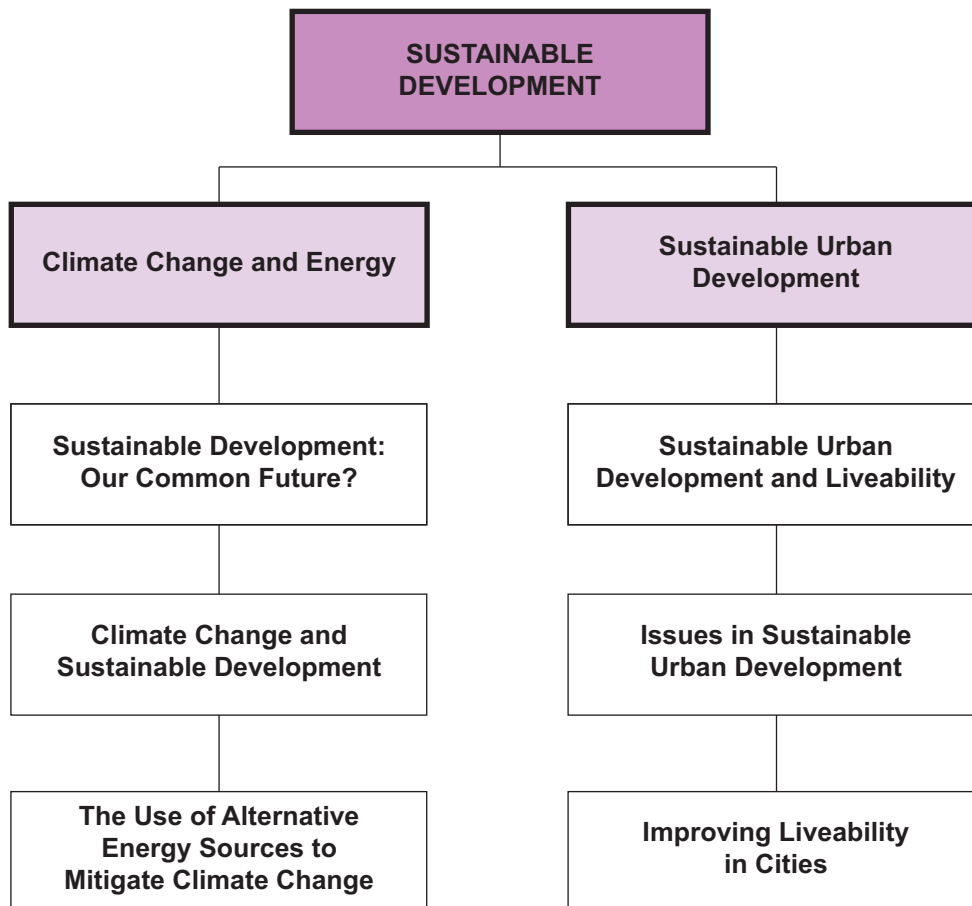 SUSTAINABLE
DEVELOPMENT
Climate Change and Energy
Sustainable Urban
Development
Sustainable Development:
Our Common Future?
Sustainable Urban
Development and Liveability
Climate Change and
Sustainable Development
Issues in Sustainable
Urban Development
The Use of Alternative
Energy Sources to
Mitigate Climate Change
Improving Liveability
in Cities